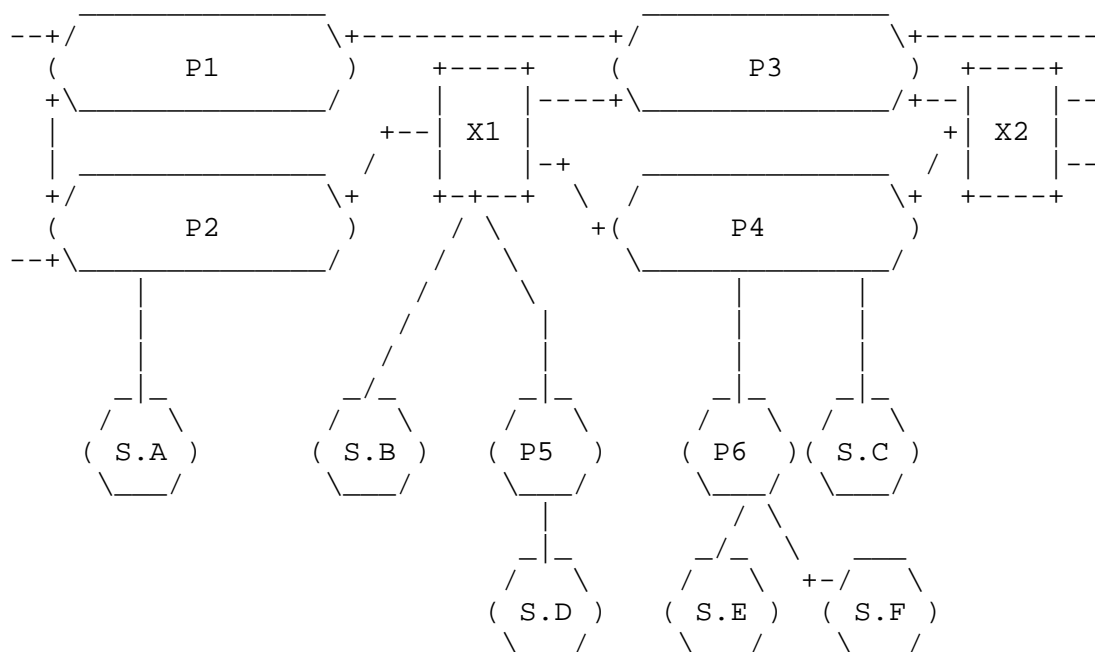 P1 P3
X1 X2
P2 P4
S.A S.B P5 P6 S.C
S.D S.E S.F